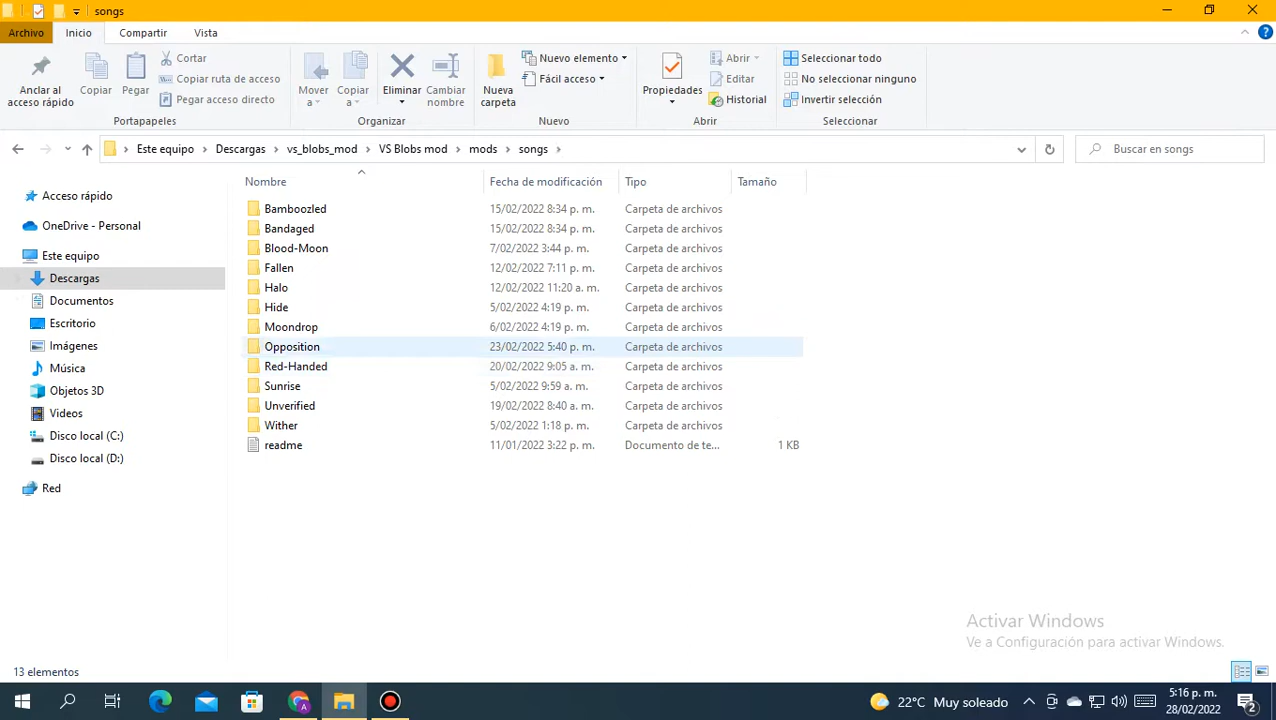 songs
Archivo Inicio Compartir Vista
Anclar al acceso rápido
Copiar
Pegar
Cortar
Copiar ruta de acceso
Pegar acceso directo
Portapapeles
Mover a
Copiar a
Eliminar
Cambiar nombre
Organizar
Nueva carpeta
Nuevo elemento
Fácil acceso
Nuevo
Propiedades
Abrir
Editar
Historial
Abrir
Seleccionar todo
No seleccionar ninguno
Invertir selección
Seleccionar
Este equipo Descargas vs_blobs_mod VS Blobs mod mods songs
Buscar en songs
Acceso rápido
OneDrive - Personal
Este equipo
Descargas
Documentos
Escritorio
Imágenes
Música
Objetos 3D
Videos
Disco local (C:)
Disco local (D:)
Red
Nombre Fecha de modificación Tipo Tamaño
Bamboozled 15/02/2022 8:34 p. m. Carpeta de archivos
Bandaged 15/02/2022 8:34 p. m. Carpeta de archivos
Blood-Moon 7/02/2022 3:44 p. m. Carpeta de archivos
Fallen 12/02/2022 7:11 p. m. Carpeta de archivos
Halo 12/02/2022 11:20 a. m. Carpeta de archivos
Hide 5/02/2022 4:19 p. m. Carpeta de archivos
Moondrop 6/02/2022 4:19 p. m. Carpeta de archivos
Opposition 23/02/2022 5:40 p. m. Carpeta de archivos
Red-Handed 20/02/2022 9:05 a. m. Carpeta de archivos
Sunrise 5/02/2022 9:59 a. m. Carpeta de archivos
Unverified 19/02/2022 8:40 a. m. Carpeta de archivos
Wither 5/02/2022 1:18 p. m. Carpeta de archivos
readme 11/01/2022 3:22 p. m. Documento de te... 1 KB
Activar Windows
Ve a Configuración para activar Windows.
13 elementos
22°C Muy soleado
5:16 p. m.
28/02/2022
2